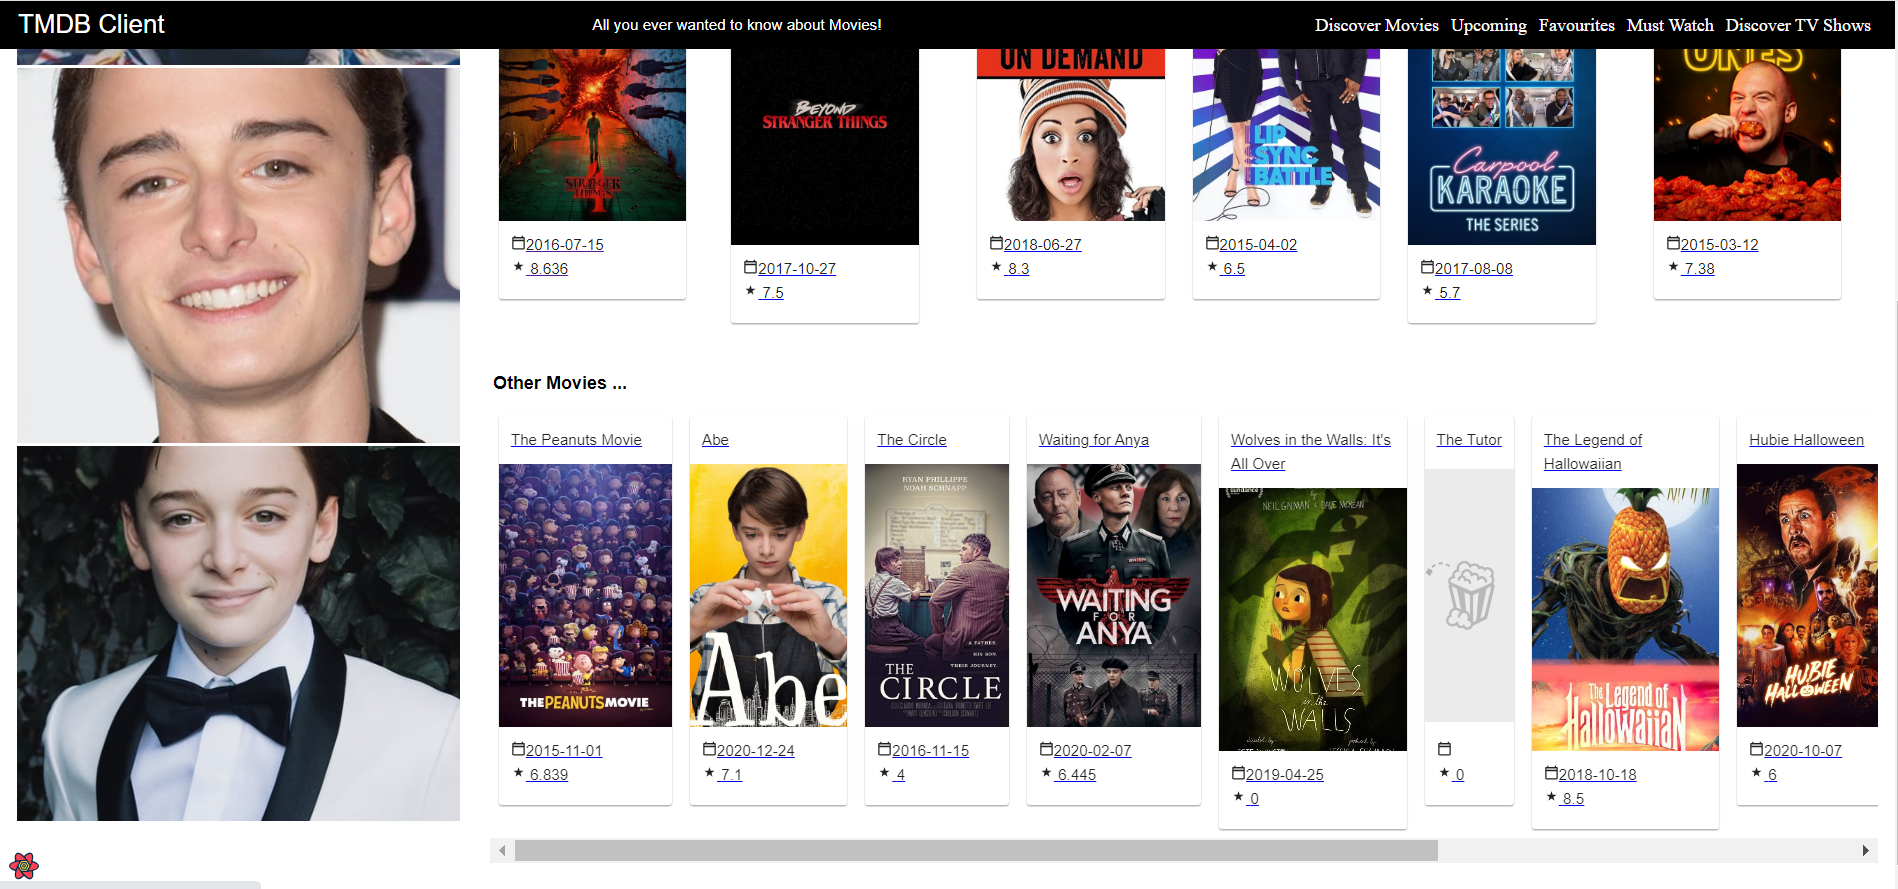 TMDB Client
All you ever wanted to know about Movies!
Discover Movies Upcoming Favourites Must Watch Discover TV Shows
STRANGER THINGS
BEYOND
STRANGER THINGS
ON DEMAND
LIP
SYNC
BATTLE
Carpool
KARAOKE
THE SERIES
ONES
2016-07-15
8.636
2017-10-27
7.5
2018-06-27
8.3
2015-04-02
6.5
2017-08-08
5.7
2015-03-12
7.38
Other Movies ...
The Peanuts Movie
THE PEANUTS MOVIE
2015-11-01
6.839
Abe
Abe
2020-12-24
7.1
The Circle
RYAN PHILLIPPE
NOAH SCHNAPP
A FATHER.
HIS SON.
THEIR JOURNEY.
THE
CIRCLE
2016-11-15
4
Waiting for Anya
WAITING
FOR
ANYA
2020-02-07
6.445
Wolves in the Walls: It's
All Over
sundance
by
NEIL GAIMAN & DAVE McKEAN
WOLVES
in the
WALLS
2019-04-25
0
The Tutor
0
The Legend of
Hallowaiian
The Legend of
Hallowaiian
2018-10-18
8.5
Hubie Halloween
HUBIE
HALLOWEEN
2020-10-07
6